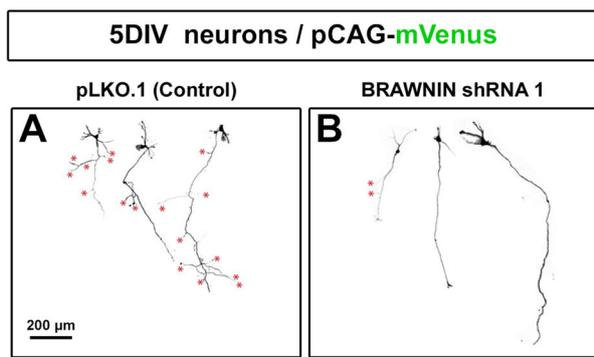 5DIV neurons / pCAG-mVenus
pLKO.1 (Control)
BRAWNIN shRNA 1
A
B
200 µm